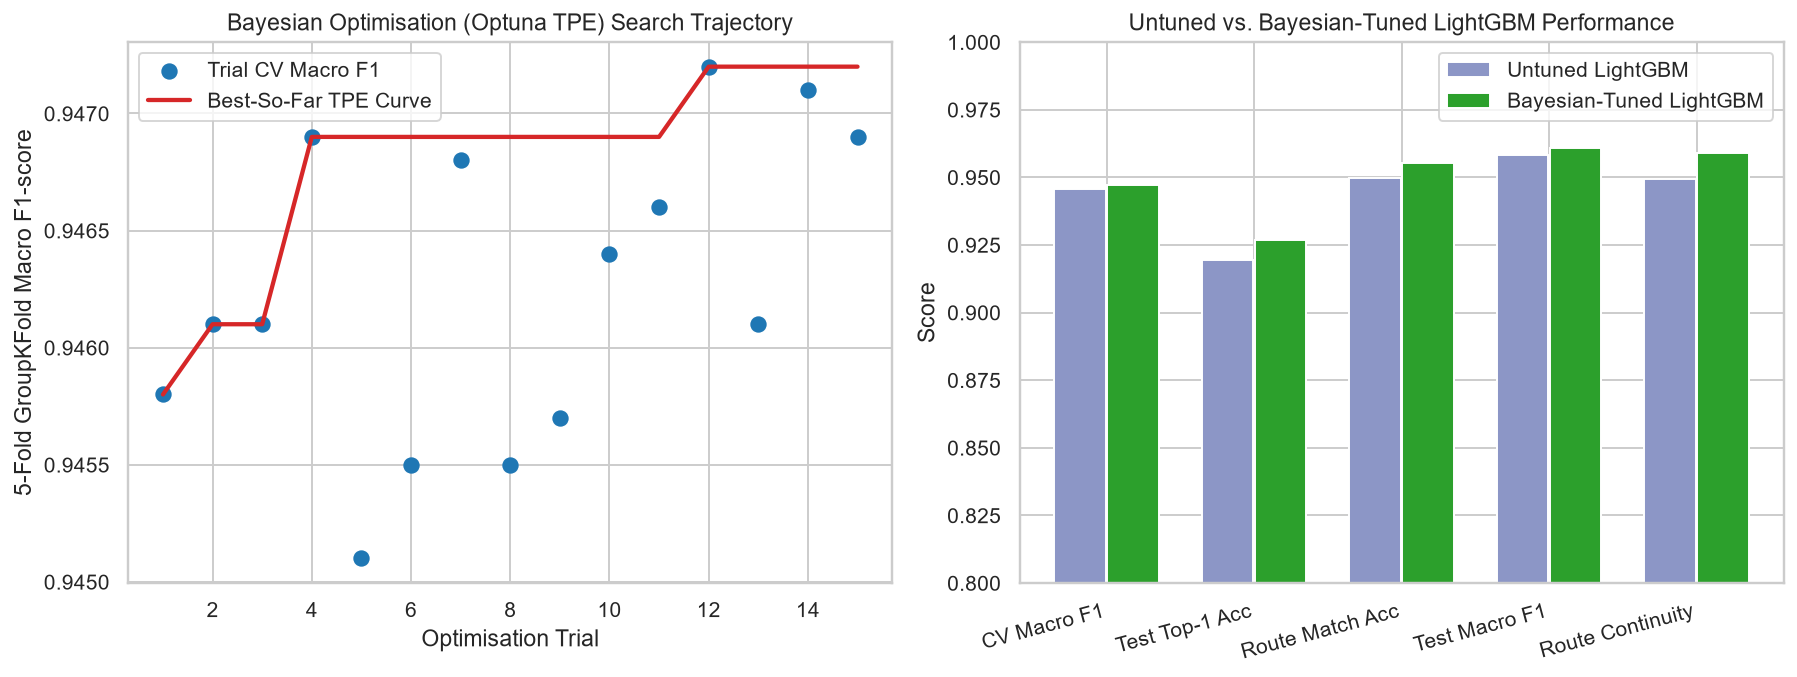 Bayesian Optimisation (Optuna TPE) Search Trajectory
Trial CV Macro F1
Best-So-Far TPE Curve
5-Fold GroupKFold Macro F1-score
0.9470
0.9465
0.9460
0.9455
0.9450
2 4 6 8 10 12 14
Optimisation Trial
Untuned vs. Bayesian-Tuned LightGBM Performance
Untuned LightGBM
Bayesian-Tuned LightGBM
Score
1.000
0.975
0.950
0.925
0.900
0.875
0.850
0.825
0.800
CV Macro F1
Test Top-1 Acc
Route Match Acc
Test Macro F1
Route Continuity